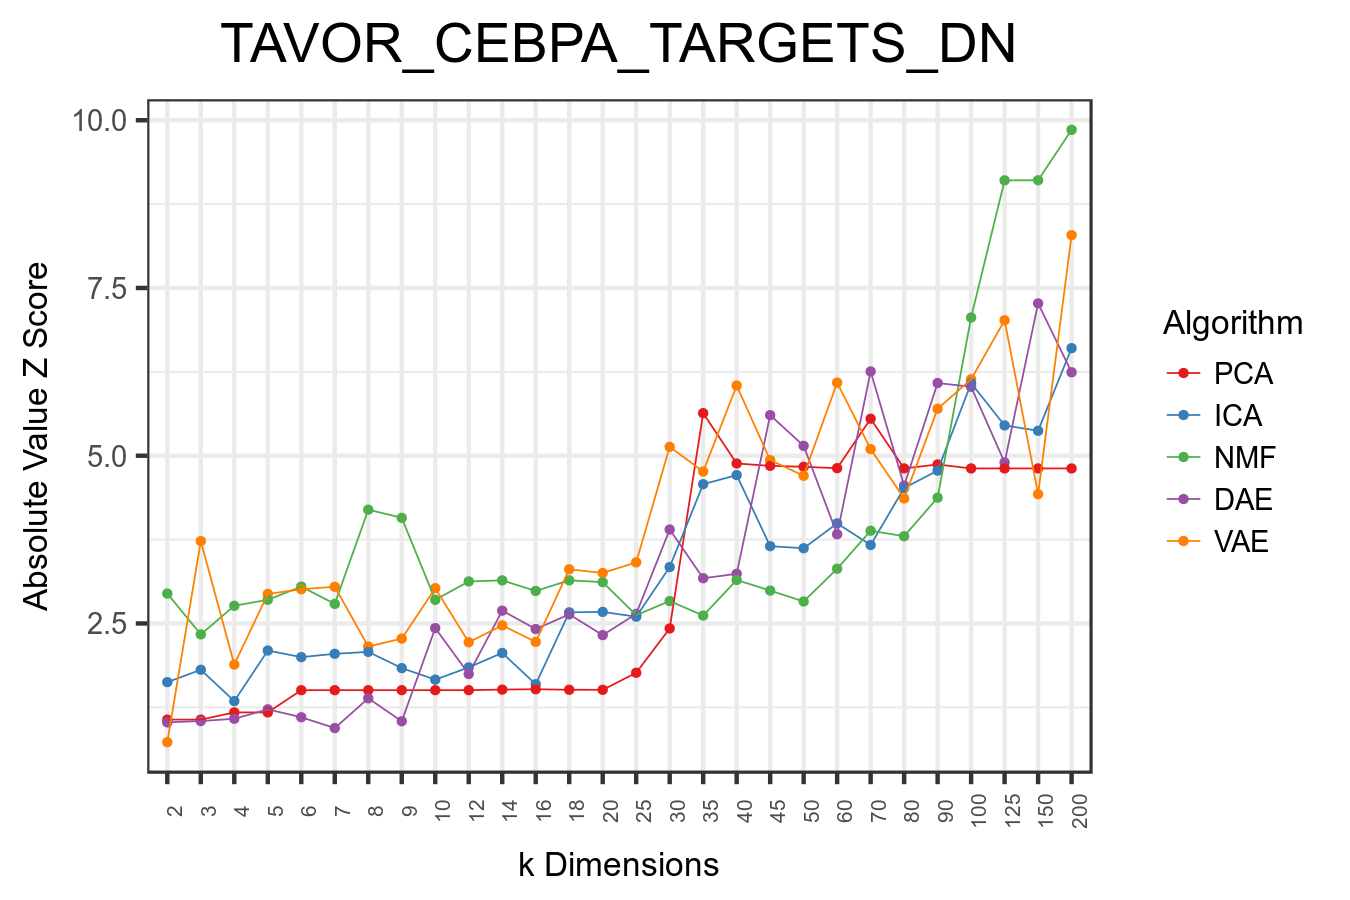 TAVOR_CEBPA_TARGETS_DN
Absolute Value Z Score
10.0
7.5
5.0
2.5
2 3 4 5 6 7 8 9 10 12 14 16 18 20 25 30 35 40 45 50 60 70 80 90 100 125 150 200
k Dimensions
Algorithm
PCA
ICA
NMF
DAE
VAE